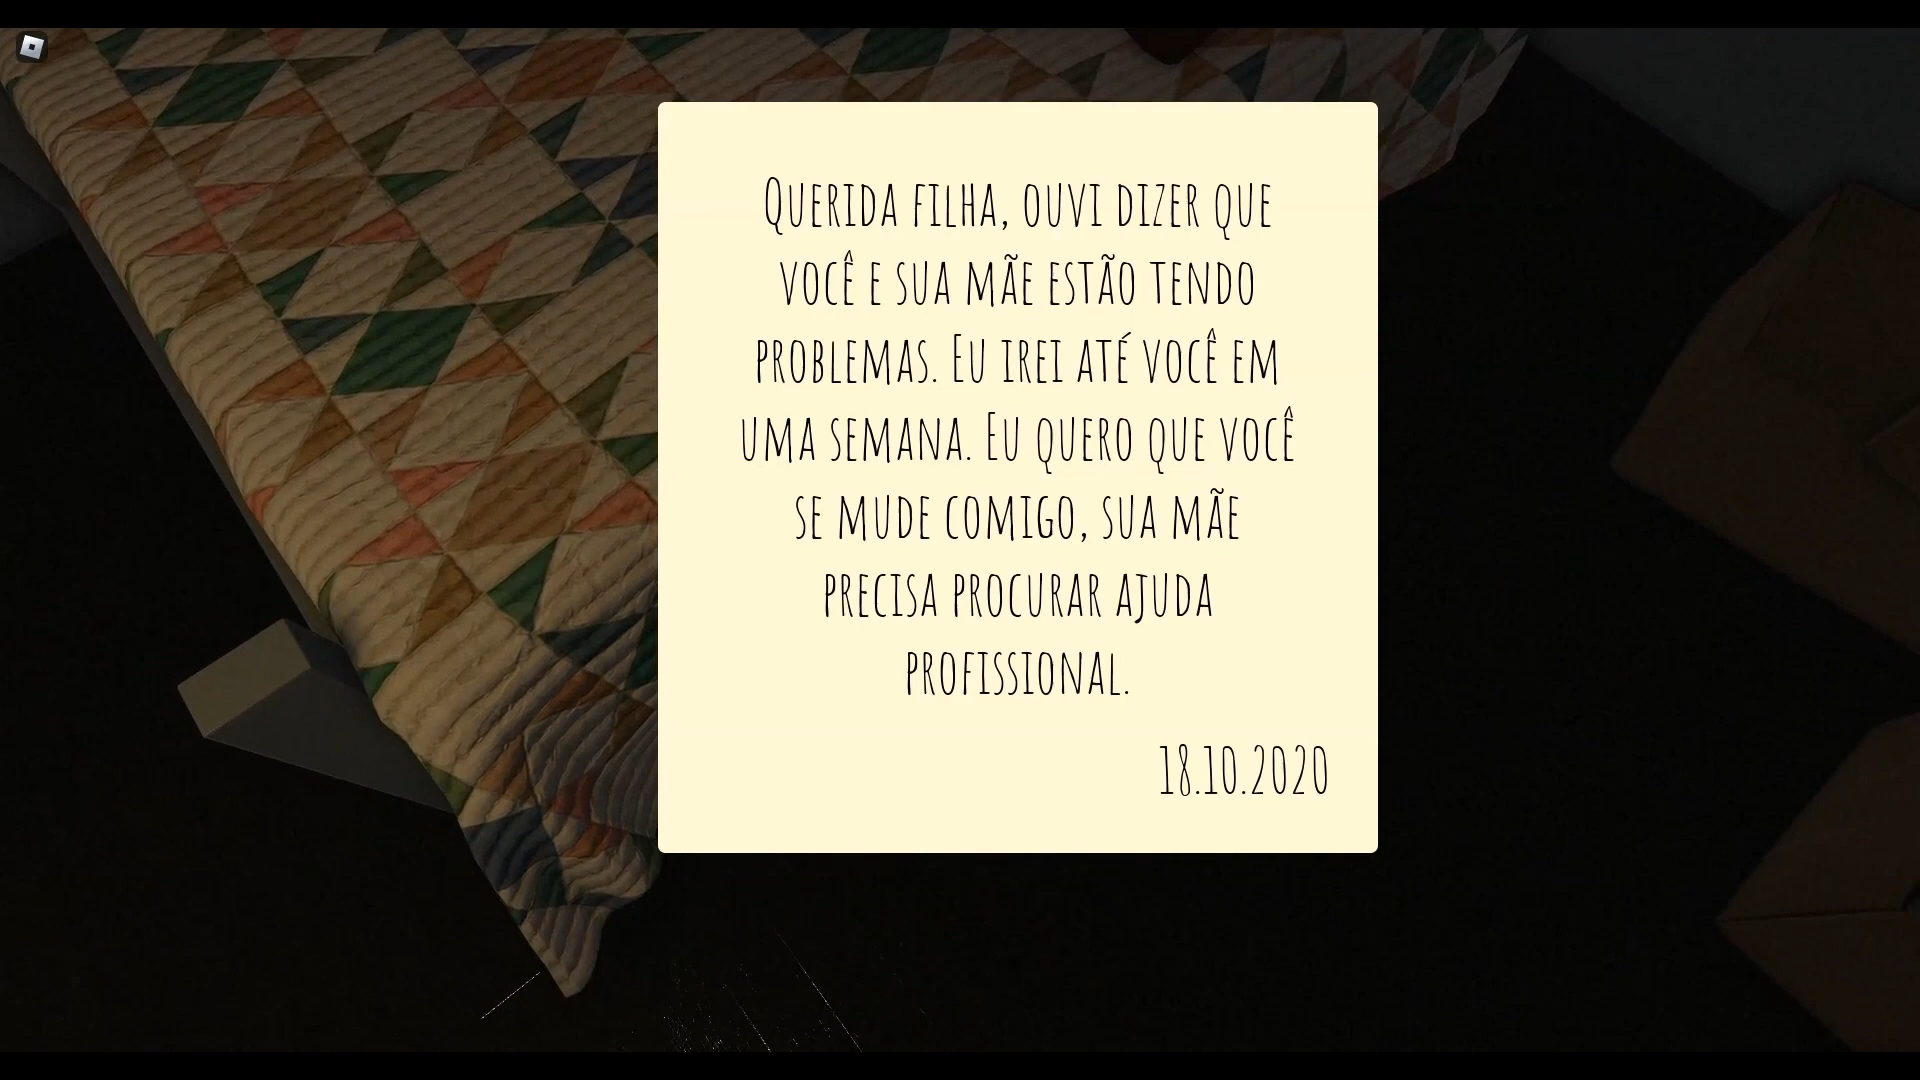 Querida filha, ouvi dizer que
você e sua mãe estão tendo
problemas. Eu irei até você em
uma semana. Eu quero que você
se mude comigo, sua mãe
precisa procurar ajuda
profissional.
18.10.2020